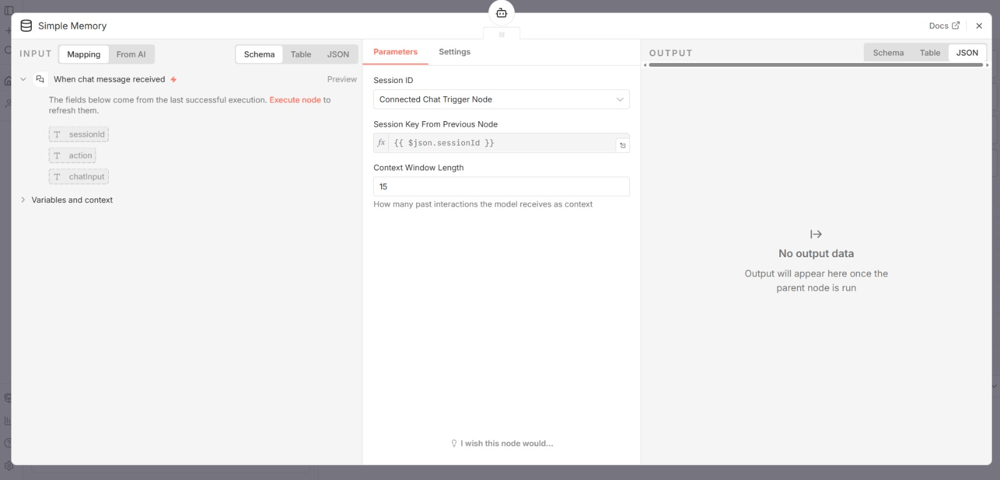 Simple Memory
Docs
INPUT
Mapping
From AI
Schema
Table
JSON
When chat message received
Preview
The fields below come from the last successful execution. Execute node to
refresh them.
T sessionId
T action
T chatInput
Variables and context
Parameters
Settings
Session ID
Connected Chat Trigger Node
Session Key From Previous Node
fx {{ $json.sessionId }}
Context Window Length
15
How many past interactions the model receives as context
I wish this node would...
OUTPUT
Schema
Table
JSON
No output data
Output will appear here once the
parent node is run